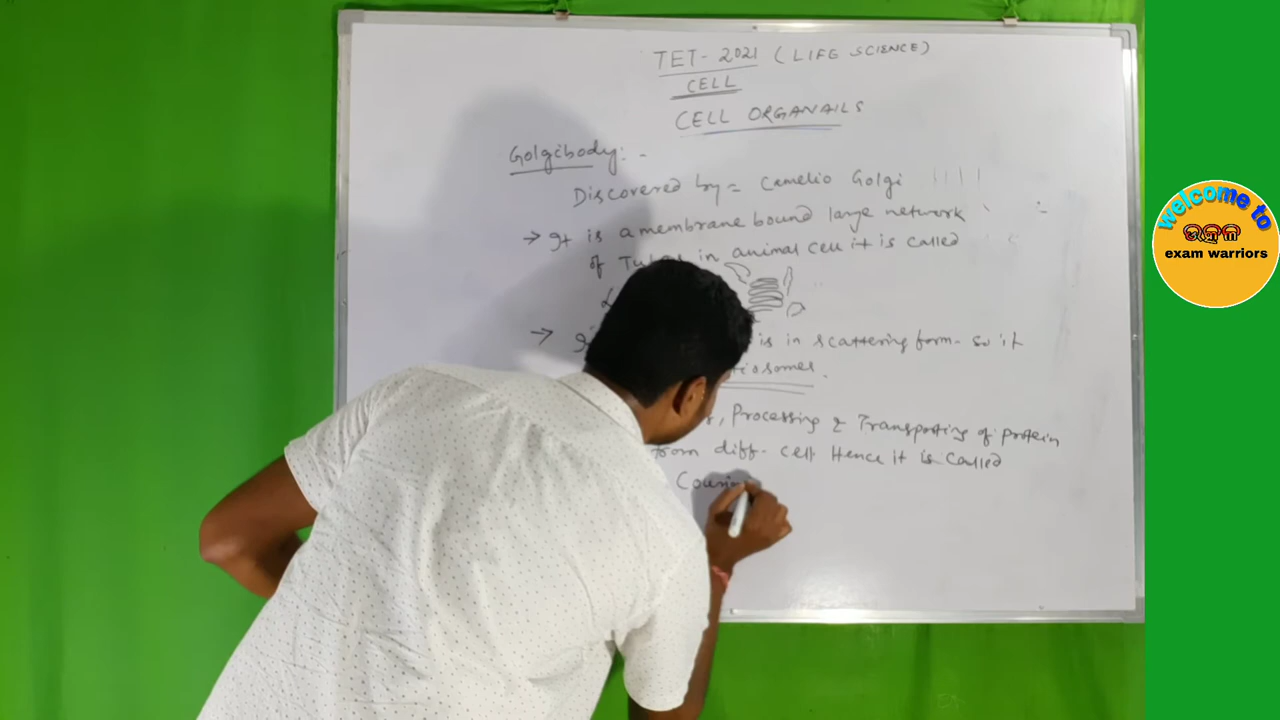 TET- 2021 (LIFE SCIENCE)
CELL
CELL ORGANAILS
Golgibody:-
Discovered by = Camelio Golgi
→ It is a membrane bound large network
of in animal cell it is called
→ is in scattering form. so it
Processing & Transporting of protein
from diff- cell Hence it is called
welcome to
exam warriors